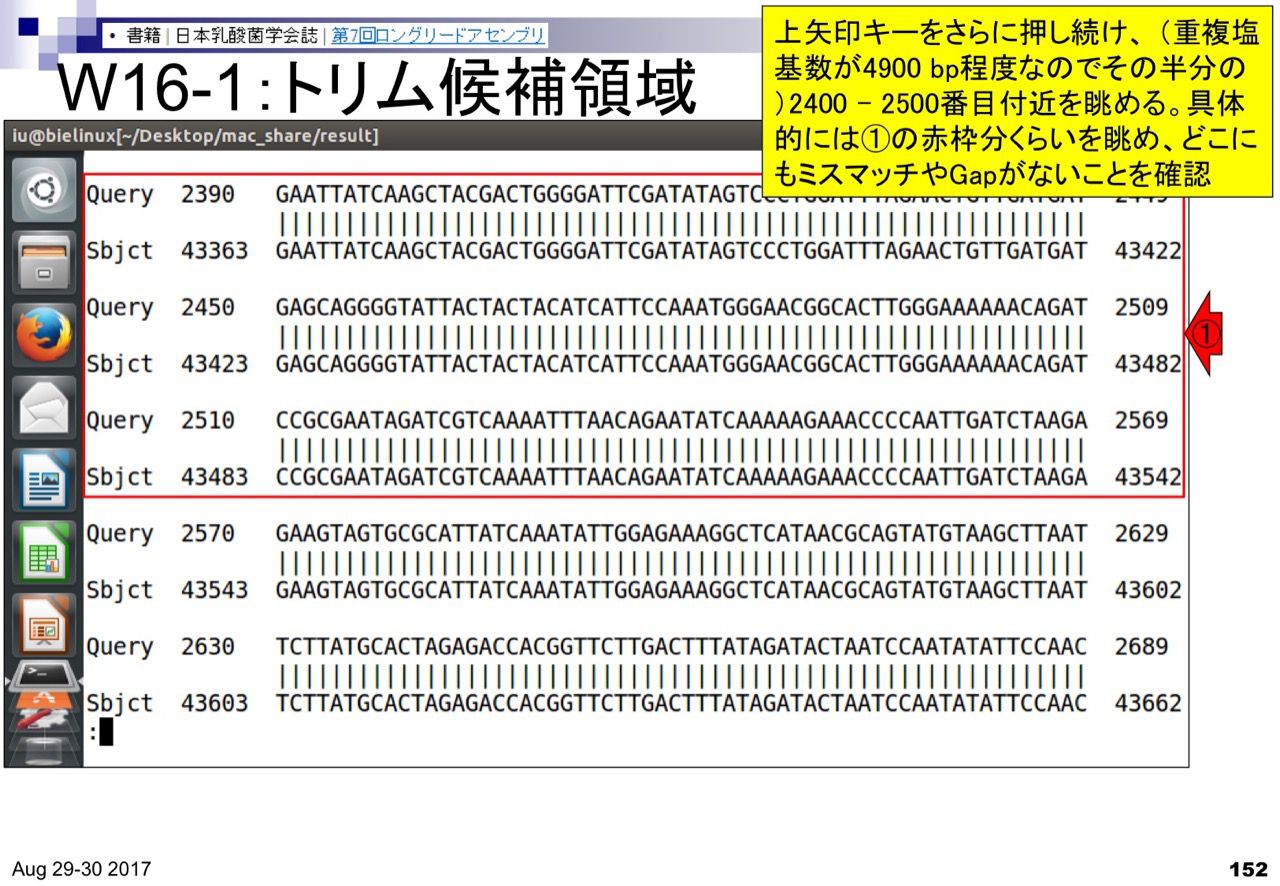 • 書籍 | 日本乳酸菌学会誌 | 第7回ロングリードアセンブリ
W16-1：トリム候補領域
上矢印キーをさらに押し続け、（重複塩
基数が4900 bp程度なのでその半分の
）2400 – 2500番目付近を眺める。具体
的には①の赤枠分くらいを眺め、どこに
もミスマッチやGapがないことを確認
iu@bielinux[~/Desktop/mac_share/result]
Query 2390 GAATTATCAAGCTACGACTGGGGATTCGATATAGTC
||||||||||||||||||||||||||||||||||||||||||||||||||||||||||||
Sbjct 43363 GAATTATCAAGCTACGACTGGGGATTCGATATAGTCCCTGGATTTAGAACTGTTGATGAT 43422
Query 2450 GAGCAGGGGTATTACTACTACATCATTCCAAATGGGAACGGCACTTGGGAAAAAACAGAT 2509
||||||||||||||||||||||||||||||||||||||||||||||||||||||||||||
Sbjct 43423 GAGCAGGGGTATTACTACTACATCATTCCAAATGGGAACGGCACTTGGGAAAAAACAGAT 43482
①
Query 2510 CCGCGAATAGATCGTCAAAATTTAACAGAATATCAAAAAGAAACCCCAATTGATCTAAGA 2569
||||||||||||||||||||||||||||||||||||||||||||||||||||||||||||
Sbjct 43483 CCGCGAATAGATCGTCAAAATTTAACAGAATATCAAAAAGAAACCCCAATTGATCTAAGA 43542
Query 2570 GAAGTAGTGCGCATTATCAAATATTGGAGAAAGGCTCATAACGCAGTATGTAAGCTTAAT 2629
||||||||||||||||||||||||||||||||||||||||||||||||||||||||||||
Sbjct 43543 GAAGTAGTGCGCATTATCAAATATTGGAGAAAGGCTCATAACGCAGTATGTAAGCTTAAT 43602
Query 2630 TCTTATGCACTAGAGACCACGGTTCTTGACTTTATAGATACTAATCCAATATATTCCAAC 2689
||||||||||||||||||||||||||||||||||||||||||||||||||||||||||||
Sbjct 43603 TCTTATGCACTAGAGACCACGGTTCTTGACTTTATAGATACTAATCCAATATATTCCAAC 43662
:
Aug 29-30 2017
152